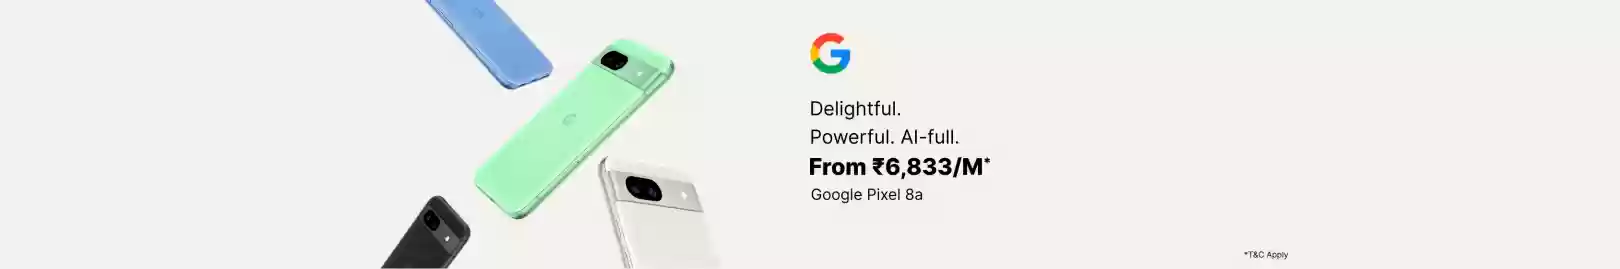 Delightful.
Powerful. AI-full.
From ₹6,833/M*
Google Pixel 8a
*T&C Apply